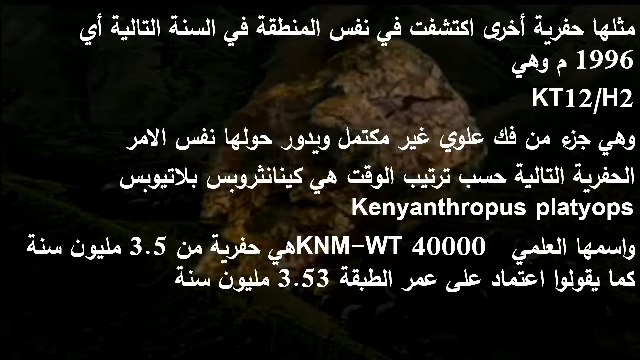 مثلها حفرية أخرى اكتشفت في نفس المنطقة في السنة التالية أي
1996 م وهي
KT12/H2
وهي جزء من فك علوي غير مكتمل ويدور حولها نفس الامر
الحفرية التالية حسب ترتيب الوقت هي كينانثروبس بلاتيوبس
Kenyanthropus platyops
واسمها العلمي KNM-WT 40000هي حفرية من 3.5 مليون سنة
كما يقولوا اعتماد على عمر الطبقة 3.53 مليون سنة